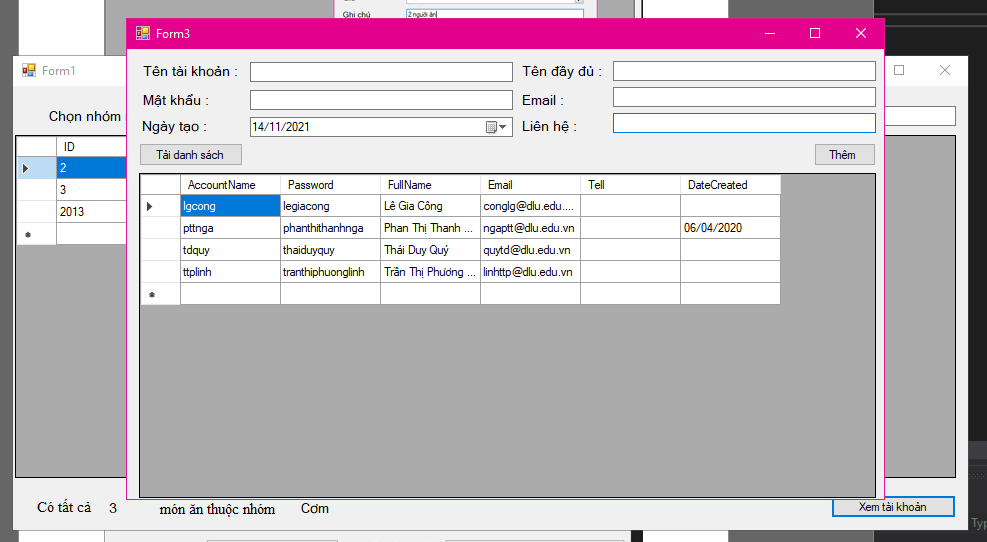 Ghi chú 2 người ăn
Form3
Form1
Tên tài khoản : Tên đầy đủ :
Mật khẩu : Email :
Chọn nhóm
Ngày tạo : 14/11/2021 Liên hệ :
Tải danh sách Thêm
ID
2
3
2013
AccountName Password FullName Email Tell DateCreated
lgcong legiacong Lê Gia Công conglg@dlu.edu....
pttnga phanthithanhnga Phan Thị Thanh ... ngaptt@dlu.edu.vn 06/04/2020
tdquy thaiduyquy Thái Duy Quý quytd@dlu.edu.vn
ttplinh tranthiphuonglinh Trần Thị Phương ... linhttp@dlu.edu.vn
Có tất cả 3 món ăn thuộc nhóm Cơm
Xem tài khoản
Typ